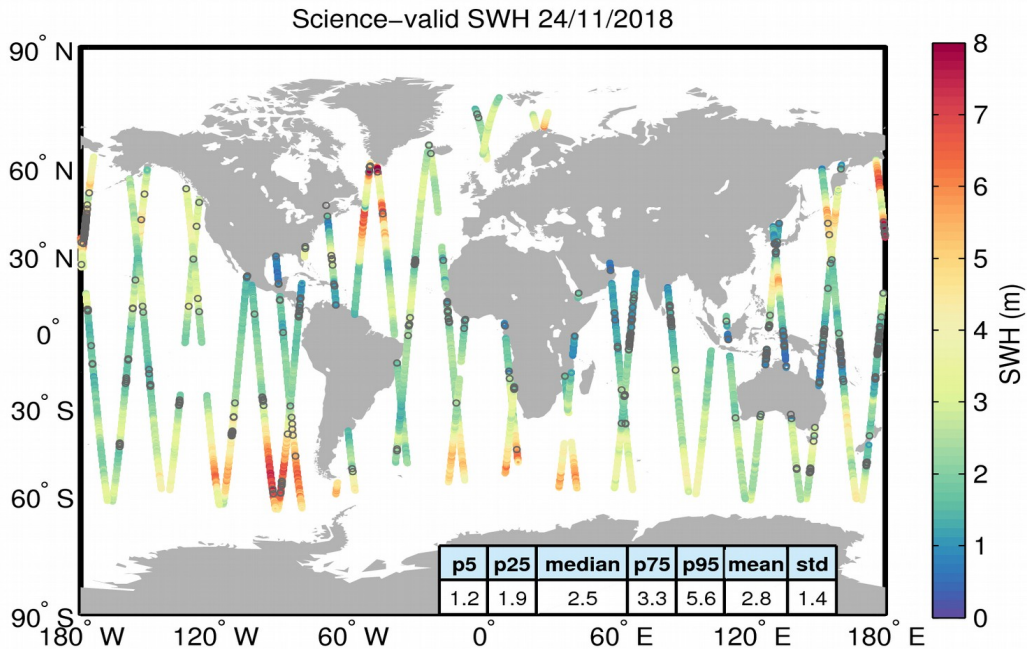 Science-valid SWH 24/11/2018
90° N
60° N
30° N
0°
30° S
60° S
90° S
180° W
120° W
60° W
0°
60° E
120° E
180° E
p5 p25 median p75 p95 mean std
1.2 1.9 2.5 3.3 5.6 2.8 1.4
8
7
6
5
4
3
2
1
0
SWH (m)